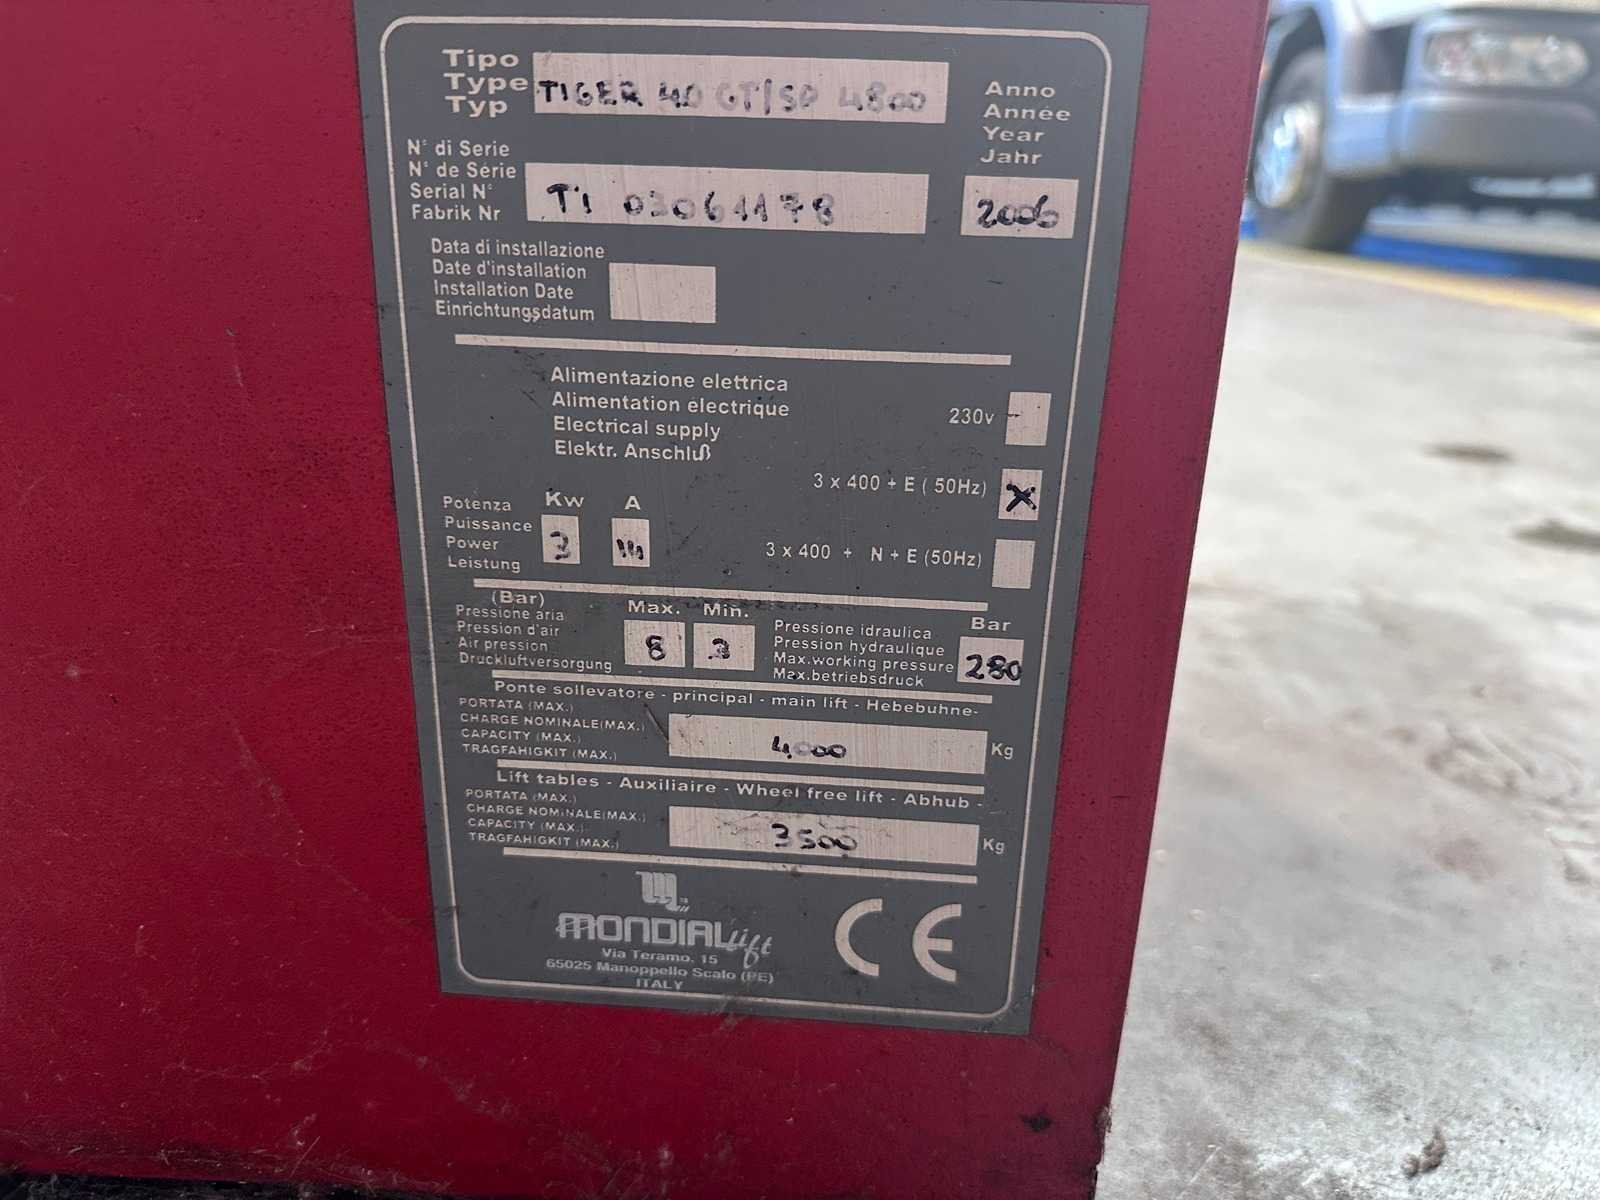 Tipo
Type
Typ
TIGER 40 GT/SP 4800
Anno
Année
Year
Jahr
2006
N° di Serie
N° de Série
Serial N°
Fabrik Nr
Ti 03061178
Data di installazione
Date d'installation
Installation Date
Einrichtungsdatum
Alimentazione elettrica
Alimentation électrique
Electrical supply
Elektr. Anschluß
230v
3 x 400 + E ( 50Hz) X
3 x 400 + N + E (50Hz)
Potenza
Puissance
Power
Leistung
Kw
3
A
(Bar)
Pressione aria
Pression d'air
Air pression
Druckluftversorgung
Max.
8
Min.
3
Pressione idraulica
Pression hydraulique
Max.working pressure
Max.betriebsdruck
Bar
280
Ponte sollevatore - principal - main lift - Hebebuhne-
PORTATA (MAX.)
CHARGE NOMINALE(MAX.)
CAPACITY (MAX.)
TRAGFAHIGKIT (MAX.)
4,000 Kg
Lift tables - Auxiliaire - Wheel free lift - Abhub -
PORTATA (MAX.)
CHARGE NOMINALE(MAX.)
CAPACITY (MAX.)
TRAGFAHIGKIT (MAX.)
3500 Kg
MONDIAL lift
Via Teramo, 15
65025 Manoppello Scalo (PE)
ITALY
CE